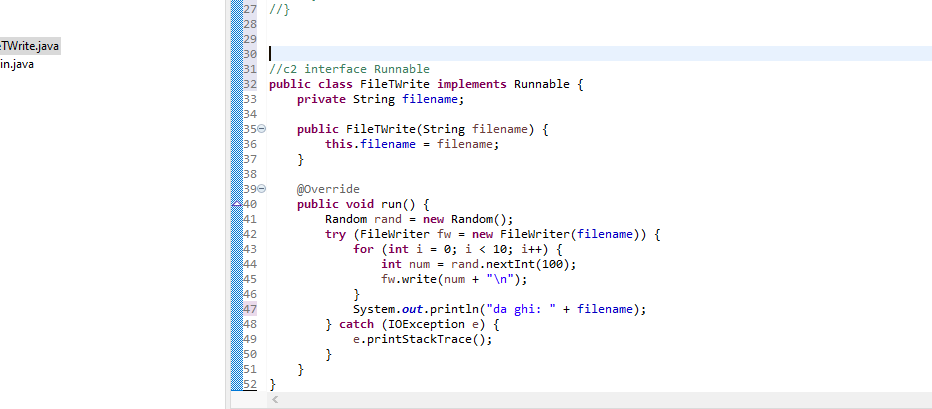 eTWrite.java
in.java
27 //}
28
29
30
31 //c2 interface Runnable
32 public class FileTWrite implements Runnable {
33     private String filename;
34
35     public FileTWrite(String filename) {
36         this.filename = filename;
37     }
38
39     @Override
40     public void run() {
41         Random rand = new Random();
42         try (FileWriter fw = new FileWriter(filename)) {
43             for (int i = 0; i < 10; i++) {
44                 int num = rand.nextInt(100);
45                 fw.write(num + "\n");
46             }
47             System.out.println("da ghi: " + filename);
48         } catch (IOException e) {
49             e.printStackTrace();
50         }
51     }
52 }